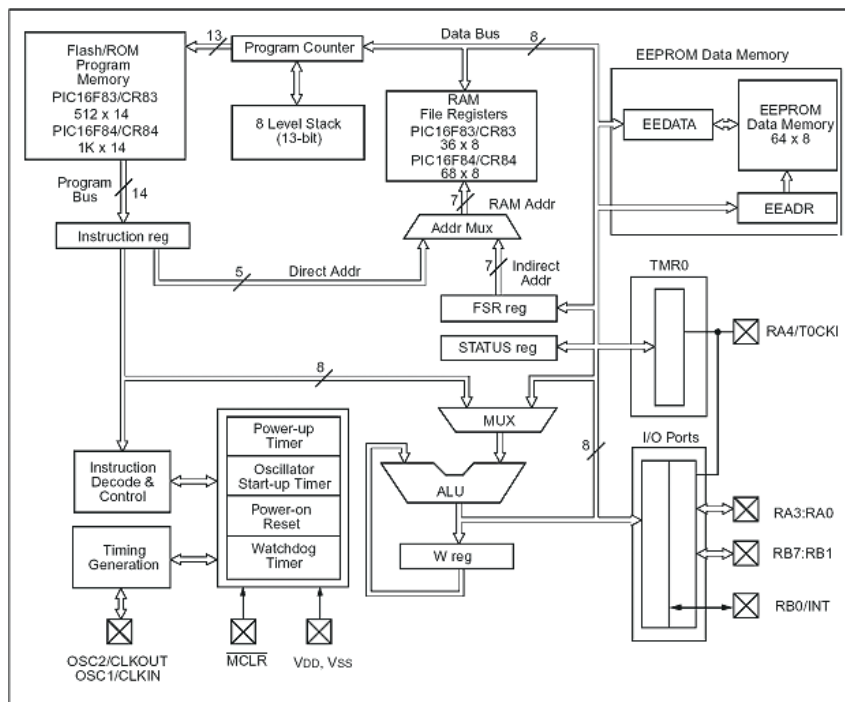 13
Data Bus
8
Flash/ROM
Program
Memory
PIC16F83/CR83
512 x 14
PIC16F84/CR84
1K x 14
Program Counter
8 Level Stack
(13-bit)
RAM
File Registers
PIC16F83/CR83
36 x 8
PIC16F84/CR84
68 x 8
EEPROM Data Memory
EEDATA
EEPROM
Data Memory
64 x 8
EEADR
Program
Bus
14
7
RAM Addr
Instruction reg
Addr Mux
5
Direct Addr
7
Indirect
Addr
FSR reg
STATUS reg
TMR0
RA4/T0CKI
8
MUX
8
I/O Ports
Power-up
Timer
Oscillator
Start-up Timer
Power-on
Reset
Watchdog
Timer
Instruction
Decode &
Control
Timing
Generation
ALU
W reg
RA3:RA0
RB7:RB1
RB0/INT
OSC2/CLKOUT
OSC1/CLKIN
MCLR
VDD, VSS